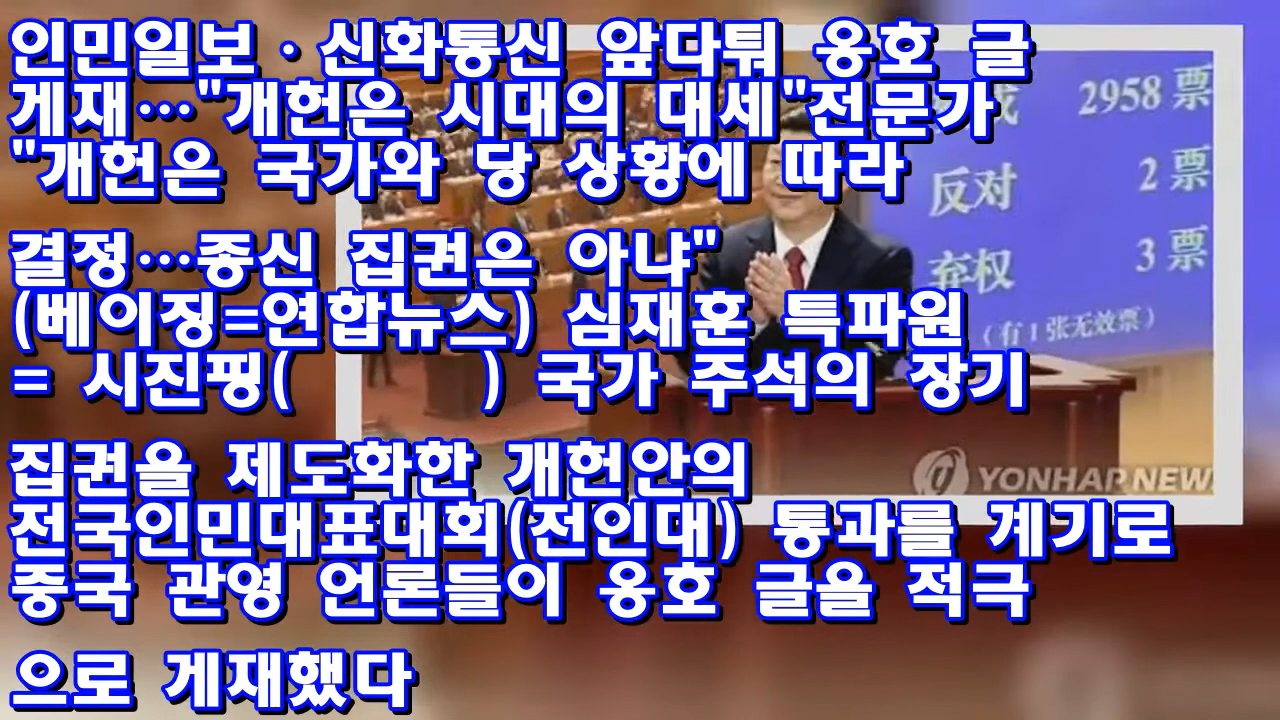 인민일보·신화통신 앞다퉈 옹호 글
게재…"개헌은 시대의 대세"전문가
"개헌은 국가와 당 상황에 따라
결정…종신 집권은 아냐"
(베이징=연합뉴스) 심재훈 특파원
= 시진핑( ) 국가 주석의 장기
집권을 제도화한 개헌안의
전국인민대표대회(전인대) 통과를 계기로
중국 관영 언론들이 옹호 글을 적극
으로 게재했다
2958 票
反对 2 票
弃权 3 票
(有1张无效票)
YONHAP NEW